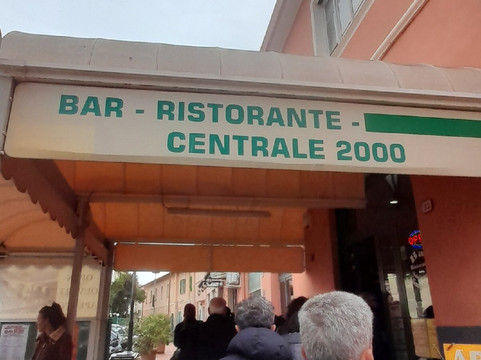 BAR - RISTORANTE -
CENTRALE 2000